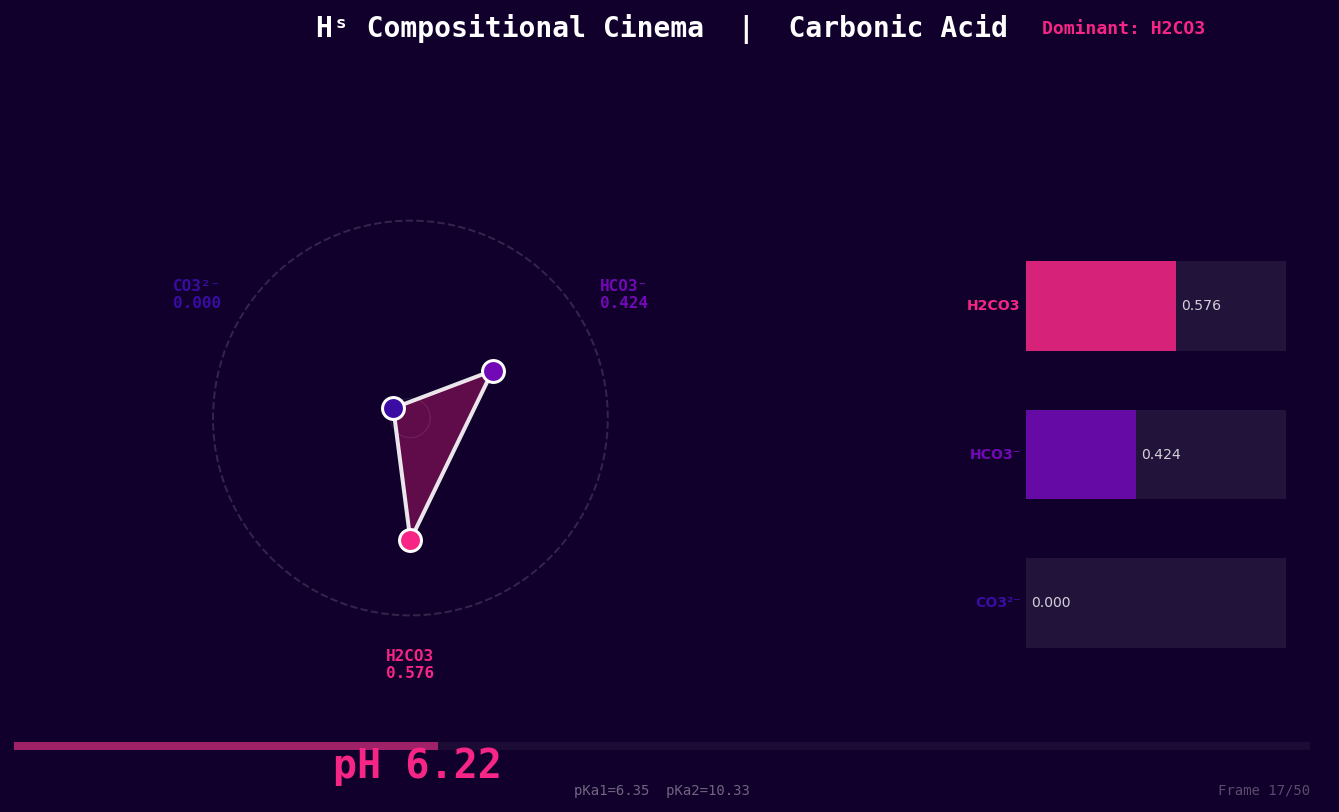 Hˢ Compositional Cinema | Carbonic Acid
Dominant: H2CO3
CO3²⁻
0.000
HCO3⁻
0.424
H2CO3
0.576
H2CO3
0.576
HCO3⁻
0.424
CO3²⁻
0.000
pH 6.22
pKa1=6.35 pKa2=10.33
Frame 17/50